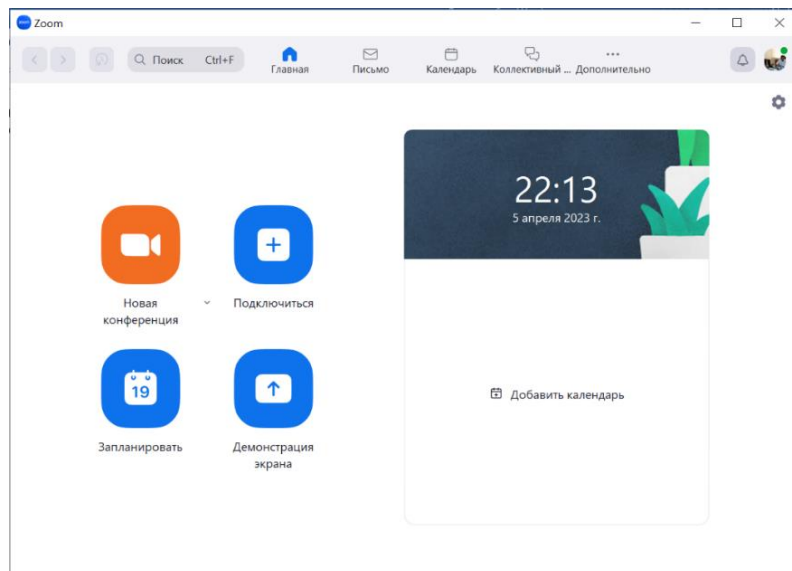 zoom Zoom
Поиск Ctrl+F
Главная
Письмо
Календарь
Коллективный ...
Дополнительно
22:13
5 апреля 2023 г.
Новая
конференция
Подключиться
19
Запланировать
Демонстрация
экрана
Добавить календарь